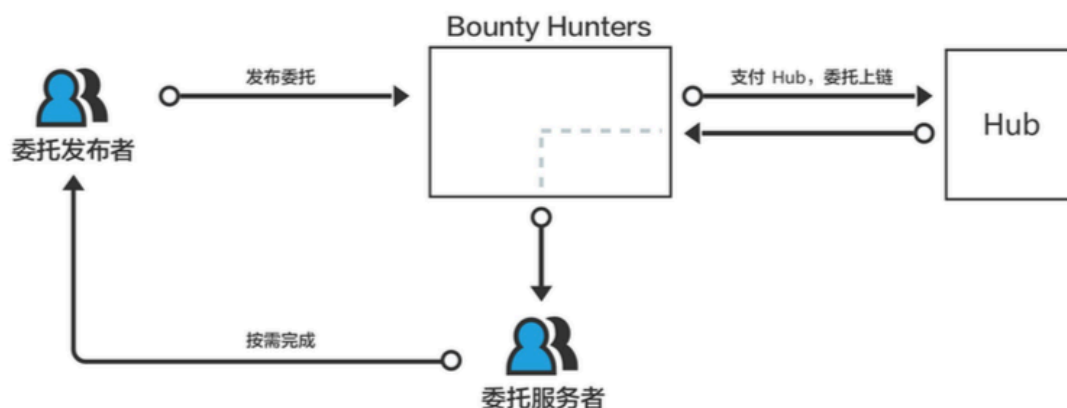 Bounty Hunters
发布委托
支付 Hub，委托上链
Hub
委托发布者
按需完成
委托服务者